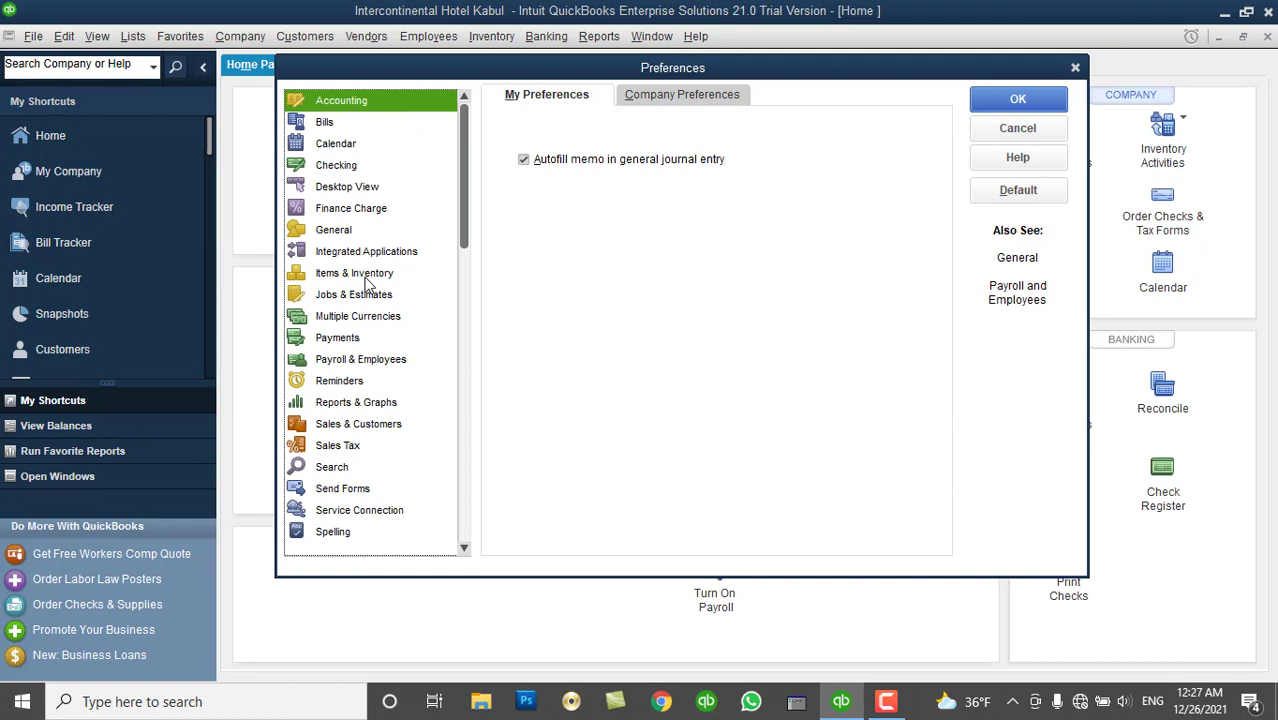 Intercontinental Hotel Kabul - Intuit QuickBooks Enterprise Solutions 21.0 Trial Version - [Home ]
File Edit View Lists Favorites Company Customers Vendors Employees Inventory Banking Reports Window Help
Search Company or Help
My Shortcuts
Home
My Company
Income Tracker
Bill Tracker
Calendar
Snapshots
Customers
My Shortcuts
View Balances
Run Favorite Reports
Open Windows
Do More With QuickBooks
Get Free Workers Comp Quote
Order Labor Law Posters
Order Checks & Supplies
Promote Your Business
New: Business Loans
Home Pa
Preferences
Accounting
Bills
Calendar
Checking
Desktop View
Finance Charge
General
Integrated Applications
Items & Inventory
Jobs & Estimates
Multiple Currencies
Payments
Payroll & Employees
Reminders
Reports & Graphs
Sales & Customers
Sales Tax
Search
Send Forms
Service Connection
Spelling
My Preferences
Company Preferences
Autofill memo in general journal entry
OK
Cancel
Help
Default
Also See:
General
Payroll and
Employees
COMPANY
Inventory
Activities
Order Checks &
Tax Forms
Calendar
BANKING
Reconcile
Check
Register
Print
Checks
Turn On
Payroll
Type here to search
Ps
36°F
ENG
12:27 AM
12/26/2021
4